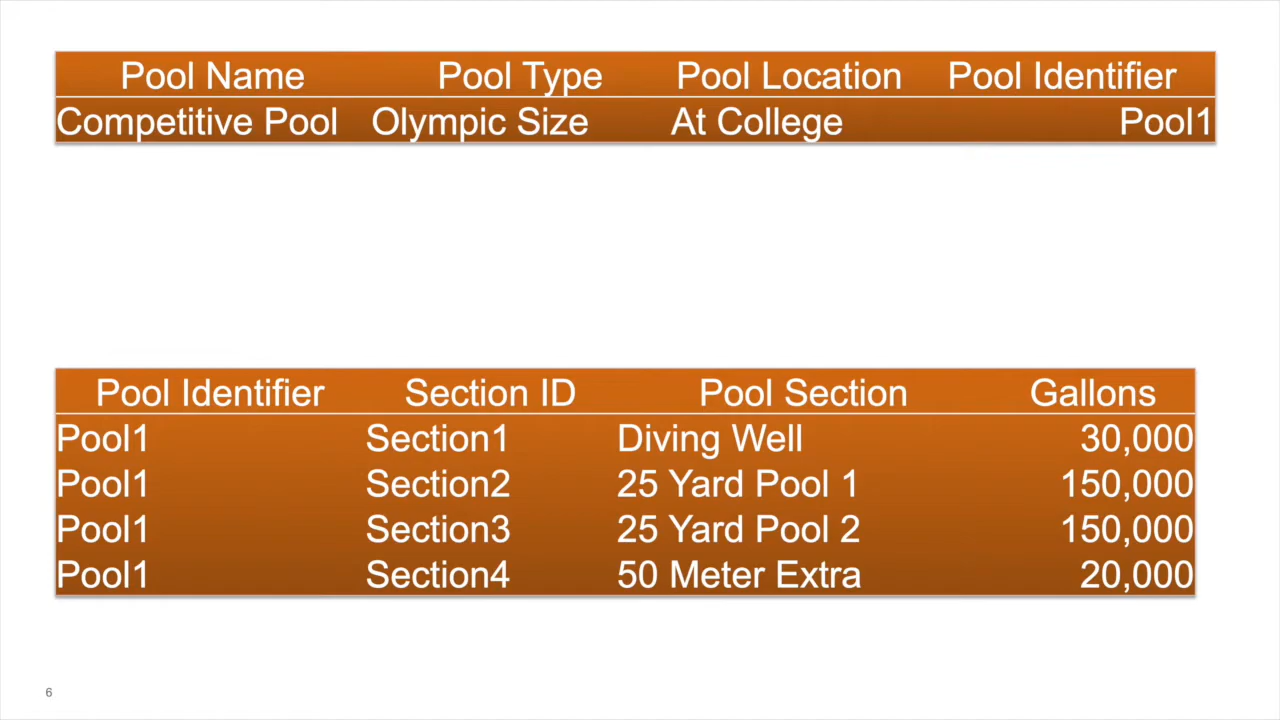 Pool Name Pool Type Pool Location Pool Identifier
Competitive Pool Olympic Size At College Pool1
Pool Identifier Section ID Pool Section Gallons
Pool1 Section1 Diving Well 30,000
Pool1 Section2 25 Yard Pool 1 150,000
Pool1 Section3 25 Yard Pool 2 150,000
Pool1 Section4 50 Meter Extra 20,000
6